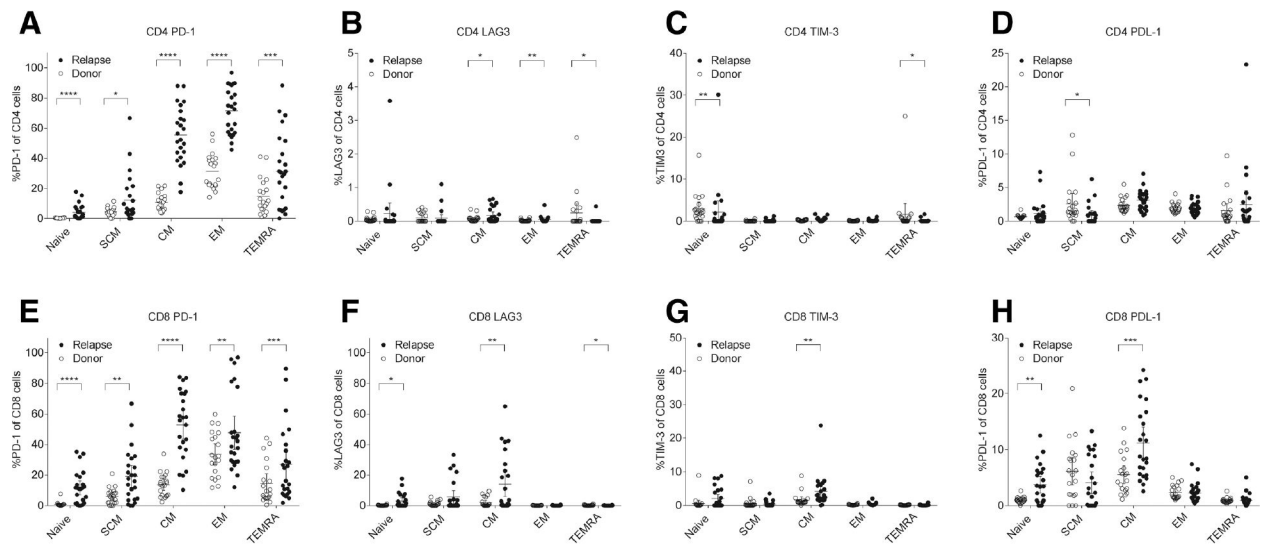 A
CD4 PD-1
Relapse
Donor
%PD-1 of CD4 cells
100
80
60
40
20
0
****
*
****
****
***
Naive
SCM
CM
EM
TEMRA
B
CD4 LAG3
Relapse
Donor
%LAG3 of CD4 cells
5
4
3
2
1
0
*
**
*
Naive
SCM
CM
EM
TEMRA
C
CD4 TIM-3
Relapse
Donor
%TIM3 of CD4 cells
40
30
20
10
0
**
*
Naive
SCM
CM
EM
TEMRA
D
CD4 PDL-1
Relapse
Donor
%PDL-1 of CD4 cells
25
20
15
10
5
0
*
Naive
SCM
CM
EM
TEMRA
E
CD8 PD-1
Relapse
Donor
%PD-1 of CD8 cells
100
80
60
40
20
0
****
**
****
**
***
Naive
SCM
CM
EM
TEMRA
F
CD8 LAG3
Relapse
Donor
%LAG3 of CD8 cells
100
80
60
40
20
0
*
**
*
Naive
SCM
CM
EM
TEMRA
G
CD8 TIM-3
Relapse
Donor
%TIM-3 of CD8 cells
50
40
30
20
10
0
**
Naive
SCM
CM
EM
TEMRA
H
CD8 PDL-1
Relapse
Donor
%PDL-1 of CD8 cells
30
20
10
0
**
***
Naive
SCM
CM
EM
TEMRA